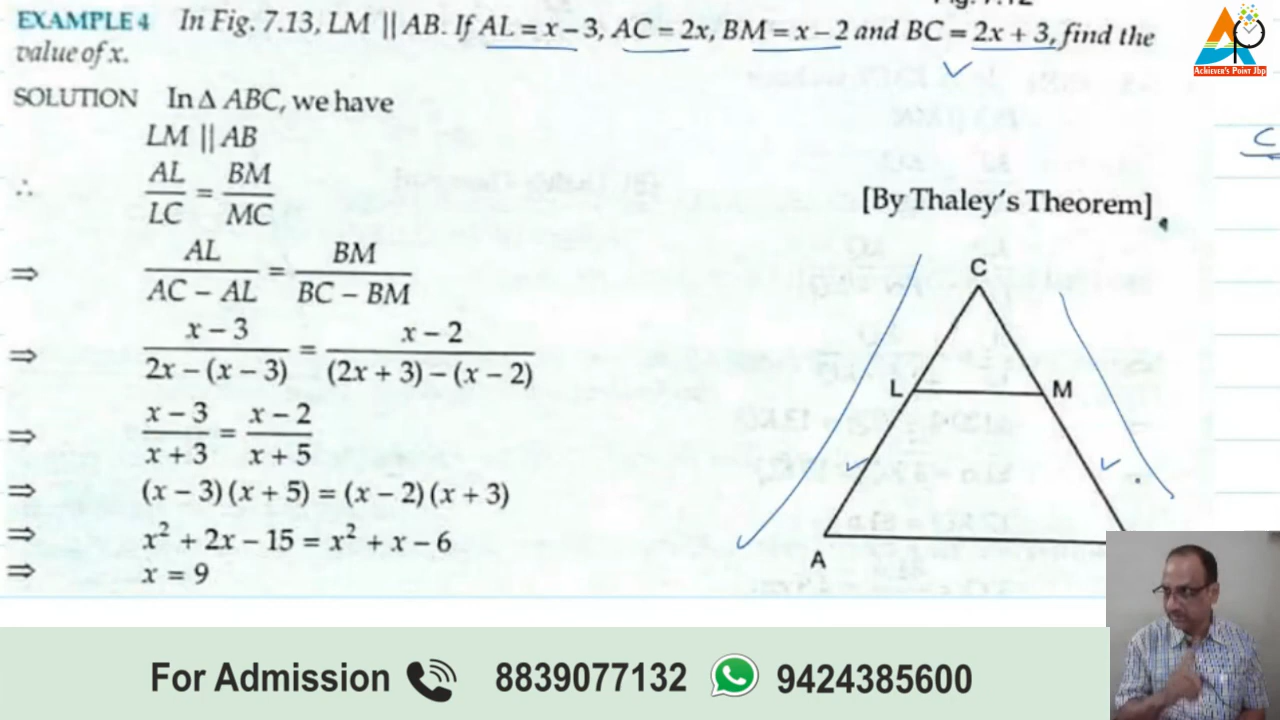 EXAMPLE 4 In Fig. 7.13, LM || AB. If AL = x – 3, AC = 2x, BM = x – 2 and BC = 2x + 3, find the
value of x.
Achiever's Point Jbp
SOLUTION In Δ ABC, we have
LM || AB
∴ AL/LC = BM/MC [By Thaley's Theorem]
⇒ AL/(AC – AL) = BM/(BC – BM)
⇒ (x – 3)/(2x – (x – 3)) = (x – 2)/((2x + 3) – (x – 2))
⇒ (x – 3)/(x + 3) = (x – 2)/(x + 5)
⇒ (x – 3) (x + 5) = (x – 2) (x + 3)
⇒ x² + 2x – 15 = x² + x – 6
⇒ x = 9
C
L M
A
For Admission 8839077132 9424385600